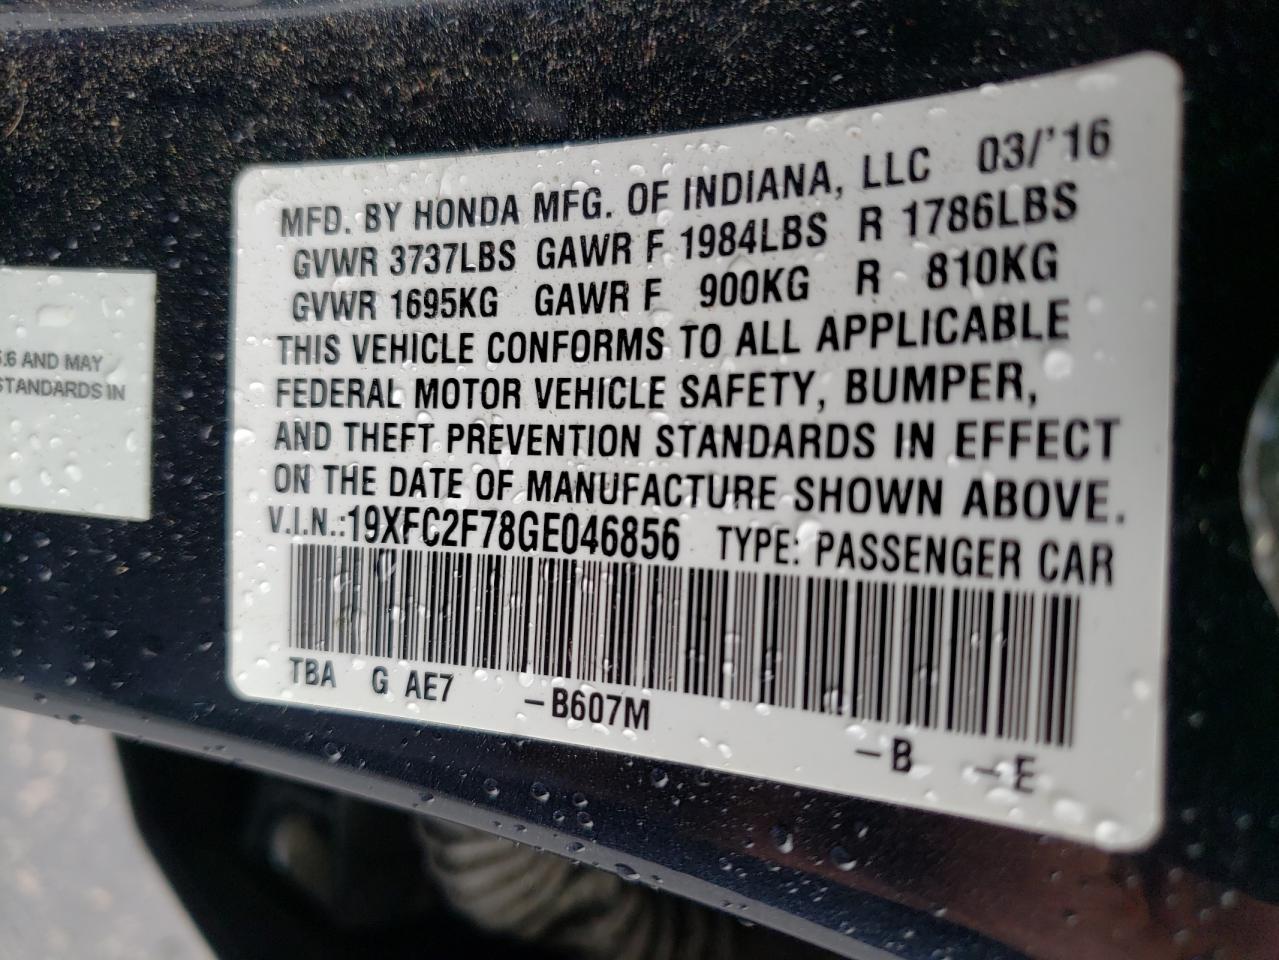 MFD. BY HONDA MFG. OF INDIANA, LLC 03/'16
GVWR 3737LBS GAWR F 1984LBS R 1786LBS
GVWR 1695KG GAWR F 900KG R 810KG
THIS VEHICLE CONFORMS TO ALL APPLICABLE
FEDERAL MOTOR VEHICLE SAFETY, BUMPER,
AND THEFT PREVENTION STANDARDS IN EFFECT
ON THE DATE OF MANUFACTURE SHOWN ABOVE.
V.I.N.:19XFC2F78GE046856 TYPE: PASSENGER CAR
TBA G AE7 -B607M -B -E
.6 AND MAY
STANDARDS IN